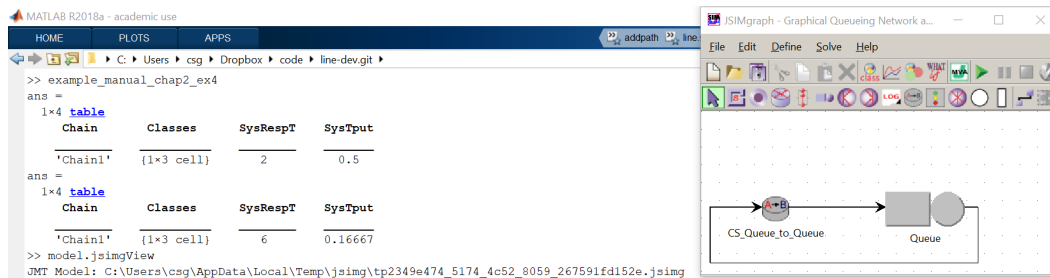 MATLAB R2018a - academic use
HOME PLOTS APPS addpath line.
C: Users csg Dropbox code line-dev.git
>> example_manual_chap2_ex4
ans =
1×4 table
Chain Classes SysRespT SysTput
'Chain1' {1×3 cell} 2 0.5
ans =
1×4 table
Chain Classes SysRespT SysTput
'Chain1' {1×3 cell} 6 0.16667
>> model.jsimgView
JMT Model: C:\Users\csg\AppData\Local\Temp\jsimg\tp2349e474_5174_4c52_8059_267591fd152e.jsimg
JSIMgraph - Graphical Queueing Network a...
File Edit Define Solve Help
class WHAT IF MVA
LOG
A B
CS_Queue_to_Queue
Queue